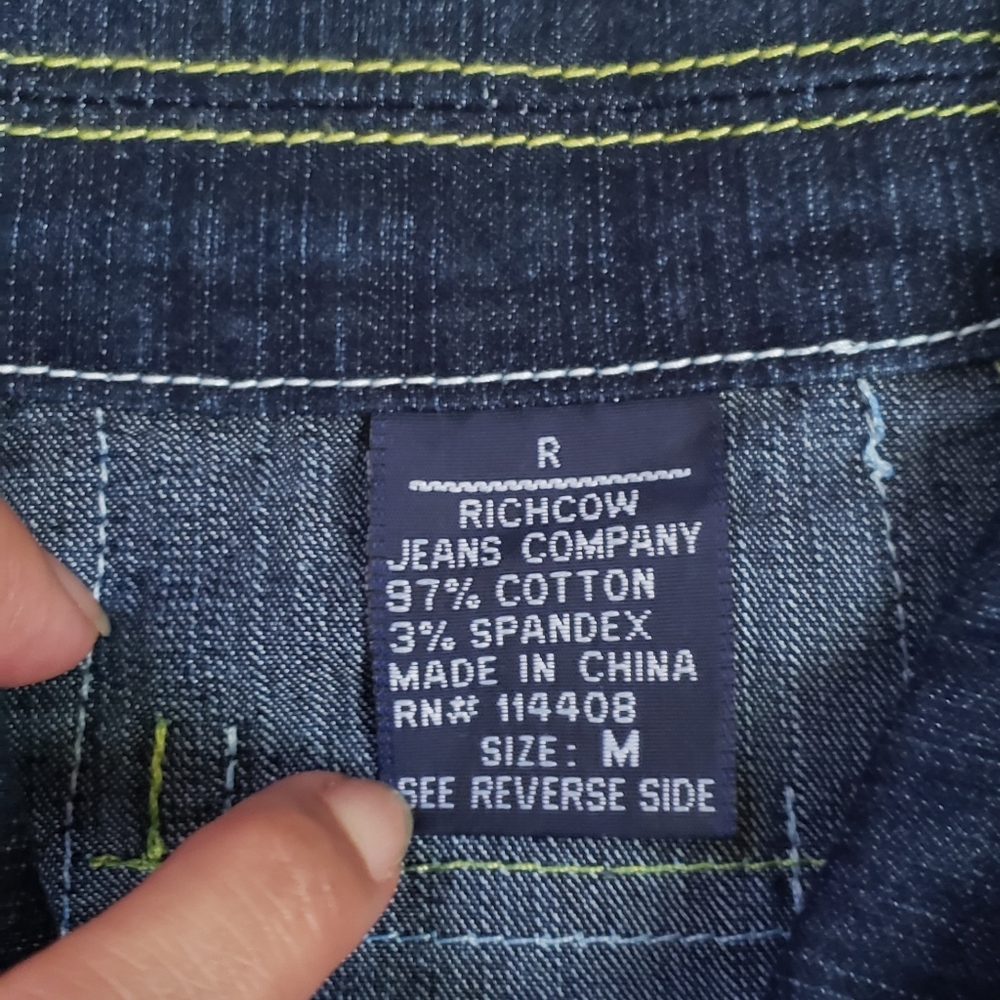 R
RICHCOW
JEANS COMPANY
97% COTTON
3% SPANDEX
MADE IN CHINA
RN# 114408
SIZE: M
SEE REVERSE SIDE